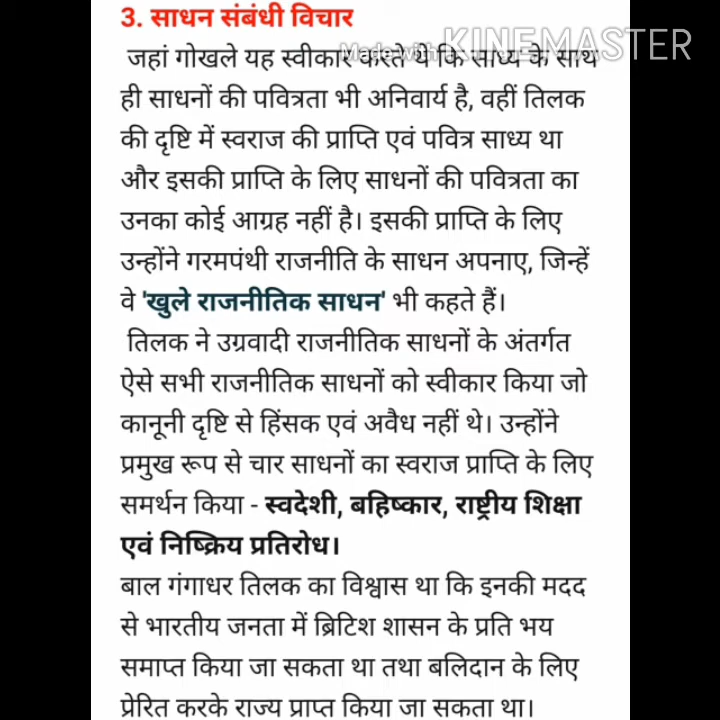 3. साधन संबंधी विचार
Made with KINEMASTER
जहां गोखले यह स्वीकार करते थे कि साध्य के साथ
ही साधनों की पवित्रता भी अनिवार्य है, वहीं तिलक
की दृष्टि में स्वराज की प्राप्ति एवं पवित्र साध्य था
और इसकी प्राप्ति के लिए साधनों की पवित्रता का
उनका कोई आग्रह नहीं है। इसकी प्राप्ति के लिए
उन्होंने गरमपंथी राजनीति के साधन अपनाए, जिन्हें
वे 'खुले राजनीतिक साधन' भी कहते हैं।
तिलक ने उग्रवादी राजनीतिक साधनों के अंतर्गत
ऐसे सभी राजनीतिक साधनों को स्वीकार किया जो
कानूनी दृष्टि से हिंसक एवं अवैध नहीं थे। उन्होंने
प्रमुख रूप से चार साधनों का स्वराज प्राप्ति के लिए
समर्थन किया - स्वदेशी, बहिष्कार, राष्ट्रीय शिक्षा
एवं निष्क्रिय प्रतिरोध।
बाल गंगाधर तिलक का विश्वास था कि इनकी मदद
से भारतीय जनता में ब्रिटिश शासन के प्रति भय
समाप्त किया जा सकता था तथा बलिदान के लिए
प्रेरित करके राज्य प्राप्त किया जा सकता था।